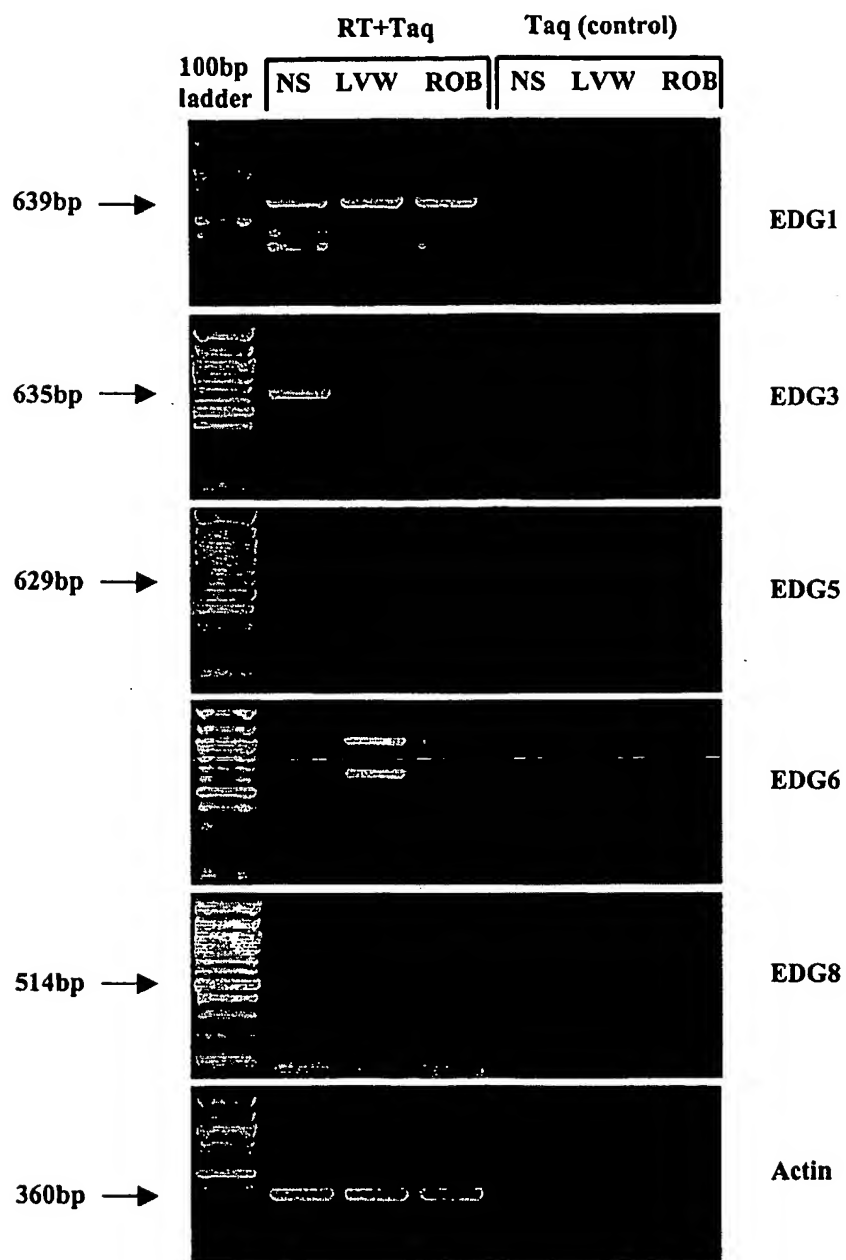 RT+Taq Taq (control)
100bp ladder NS LVW ROB NS LVW ROB
639bp EDG1
635bp EDG3
629bp EDG5
EDG6
514bp EDG8
360bp Actin